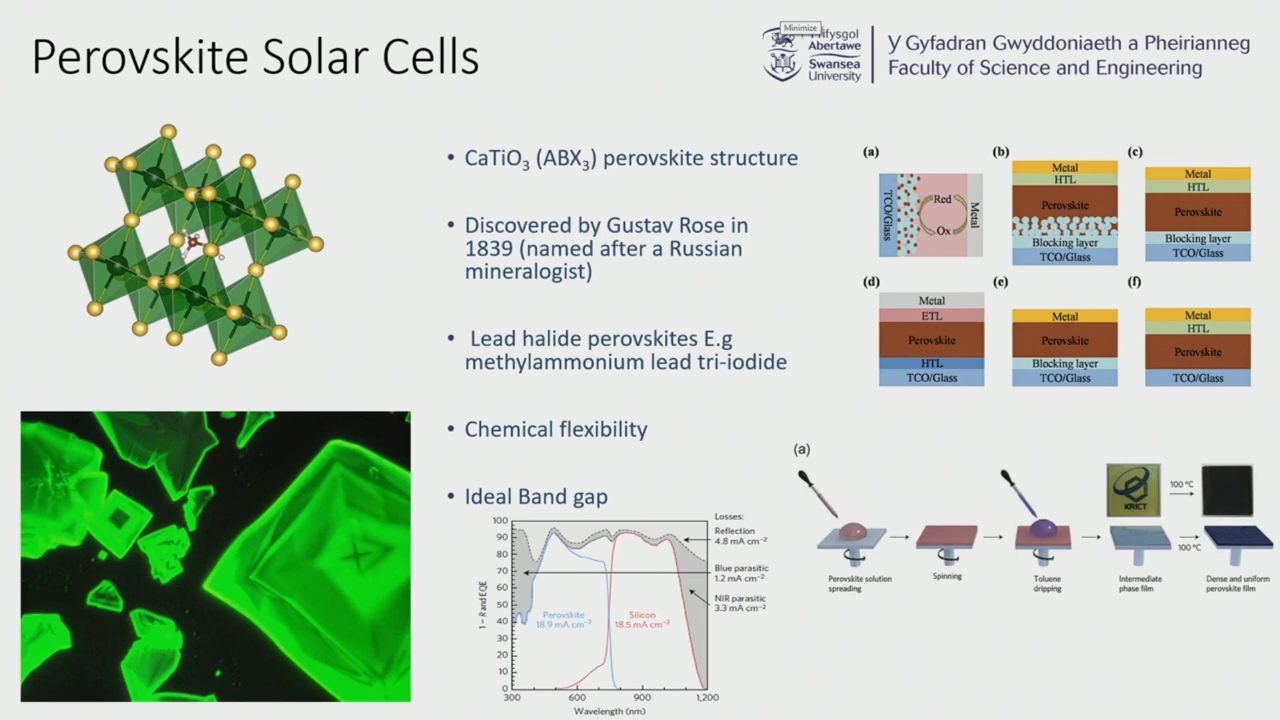 Perovskite Solar Cells
Minimize
Abertawe
Swansea
University
Y Gyfadran Gwyddoniaeth a Pheirianneg
Faculty of Science and Engineering
• CaTiO₃ (ABX₃) perovskite structure
• Discovered by Gustav Rose in
1839 (named after a Russian
mineralogist)
• Lead halide perovskites E.g
methylammonium lead tri-iodide
• Chemical flexibility
• Ideal Band gap
(a)
TCO/Glass
Red
Ox
Metal
(b)
Metal
HTL
Perovskite
Blocking layer
TCO/Glass
(c)
Metal
HTL
Perovskite
Blocking layer
TCO/Glass
(d)
Metal
ETL
Perovskite
HTL
TCO/Glass
(e)
Metal
Perovskite
Blocking layer
TCO/Glass
(f)
Metal
HTL
Perovskite
TCO/Glass
(a)
KRICT
100 °C
100 °C
Perovskite solution
spreading
Spinning
Toluene
dripping
Intermediate
phase film
Dense and uniform
perovskite film
1 − R and EQE
100
90
80
70
60
50
40
30
20
10
0
300
600
900
1,200
Wavelength (nm)
Perovskite
18.9 mA cm⁻²
Silicon
18.5 mA cm⁻²
Losses:
Reflection
4.8 mA cm⁻²
Blue parasitic
1.2 mA cm⁻²
NIR parasitic
3.3 mA cm⁻²